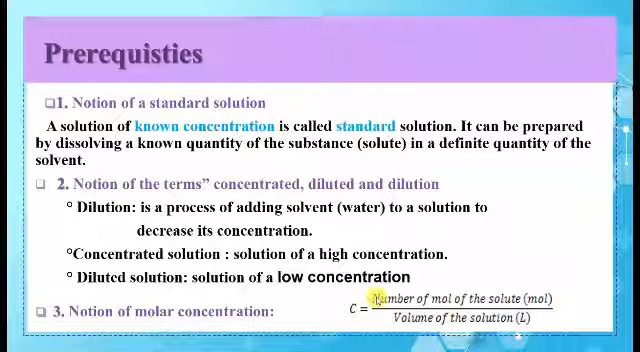 Prerequisties
1. Notion of a standard solution
A solution of known concentration is called standard solution. It can be prepared
by dissolving a known quantity of the substance (solute) in a definite quantity of the
solvent.
2. Notion of the terms” concentrated, diluted and dilution
° Dilution: is a process of adding solvent (water) to a solution to
decrease its concentration.
°Concentrated solution : solution of a high concentration.
° Diluted solution: solution of a low concentration
3. Notion of molar concentration:
C = Number of mol of the solute (mol)
Volume of the solution (L)